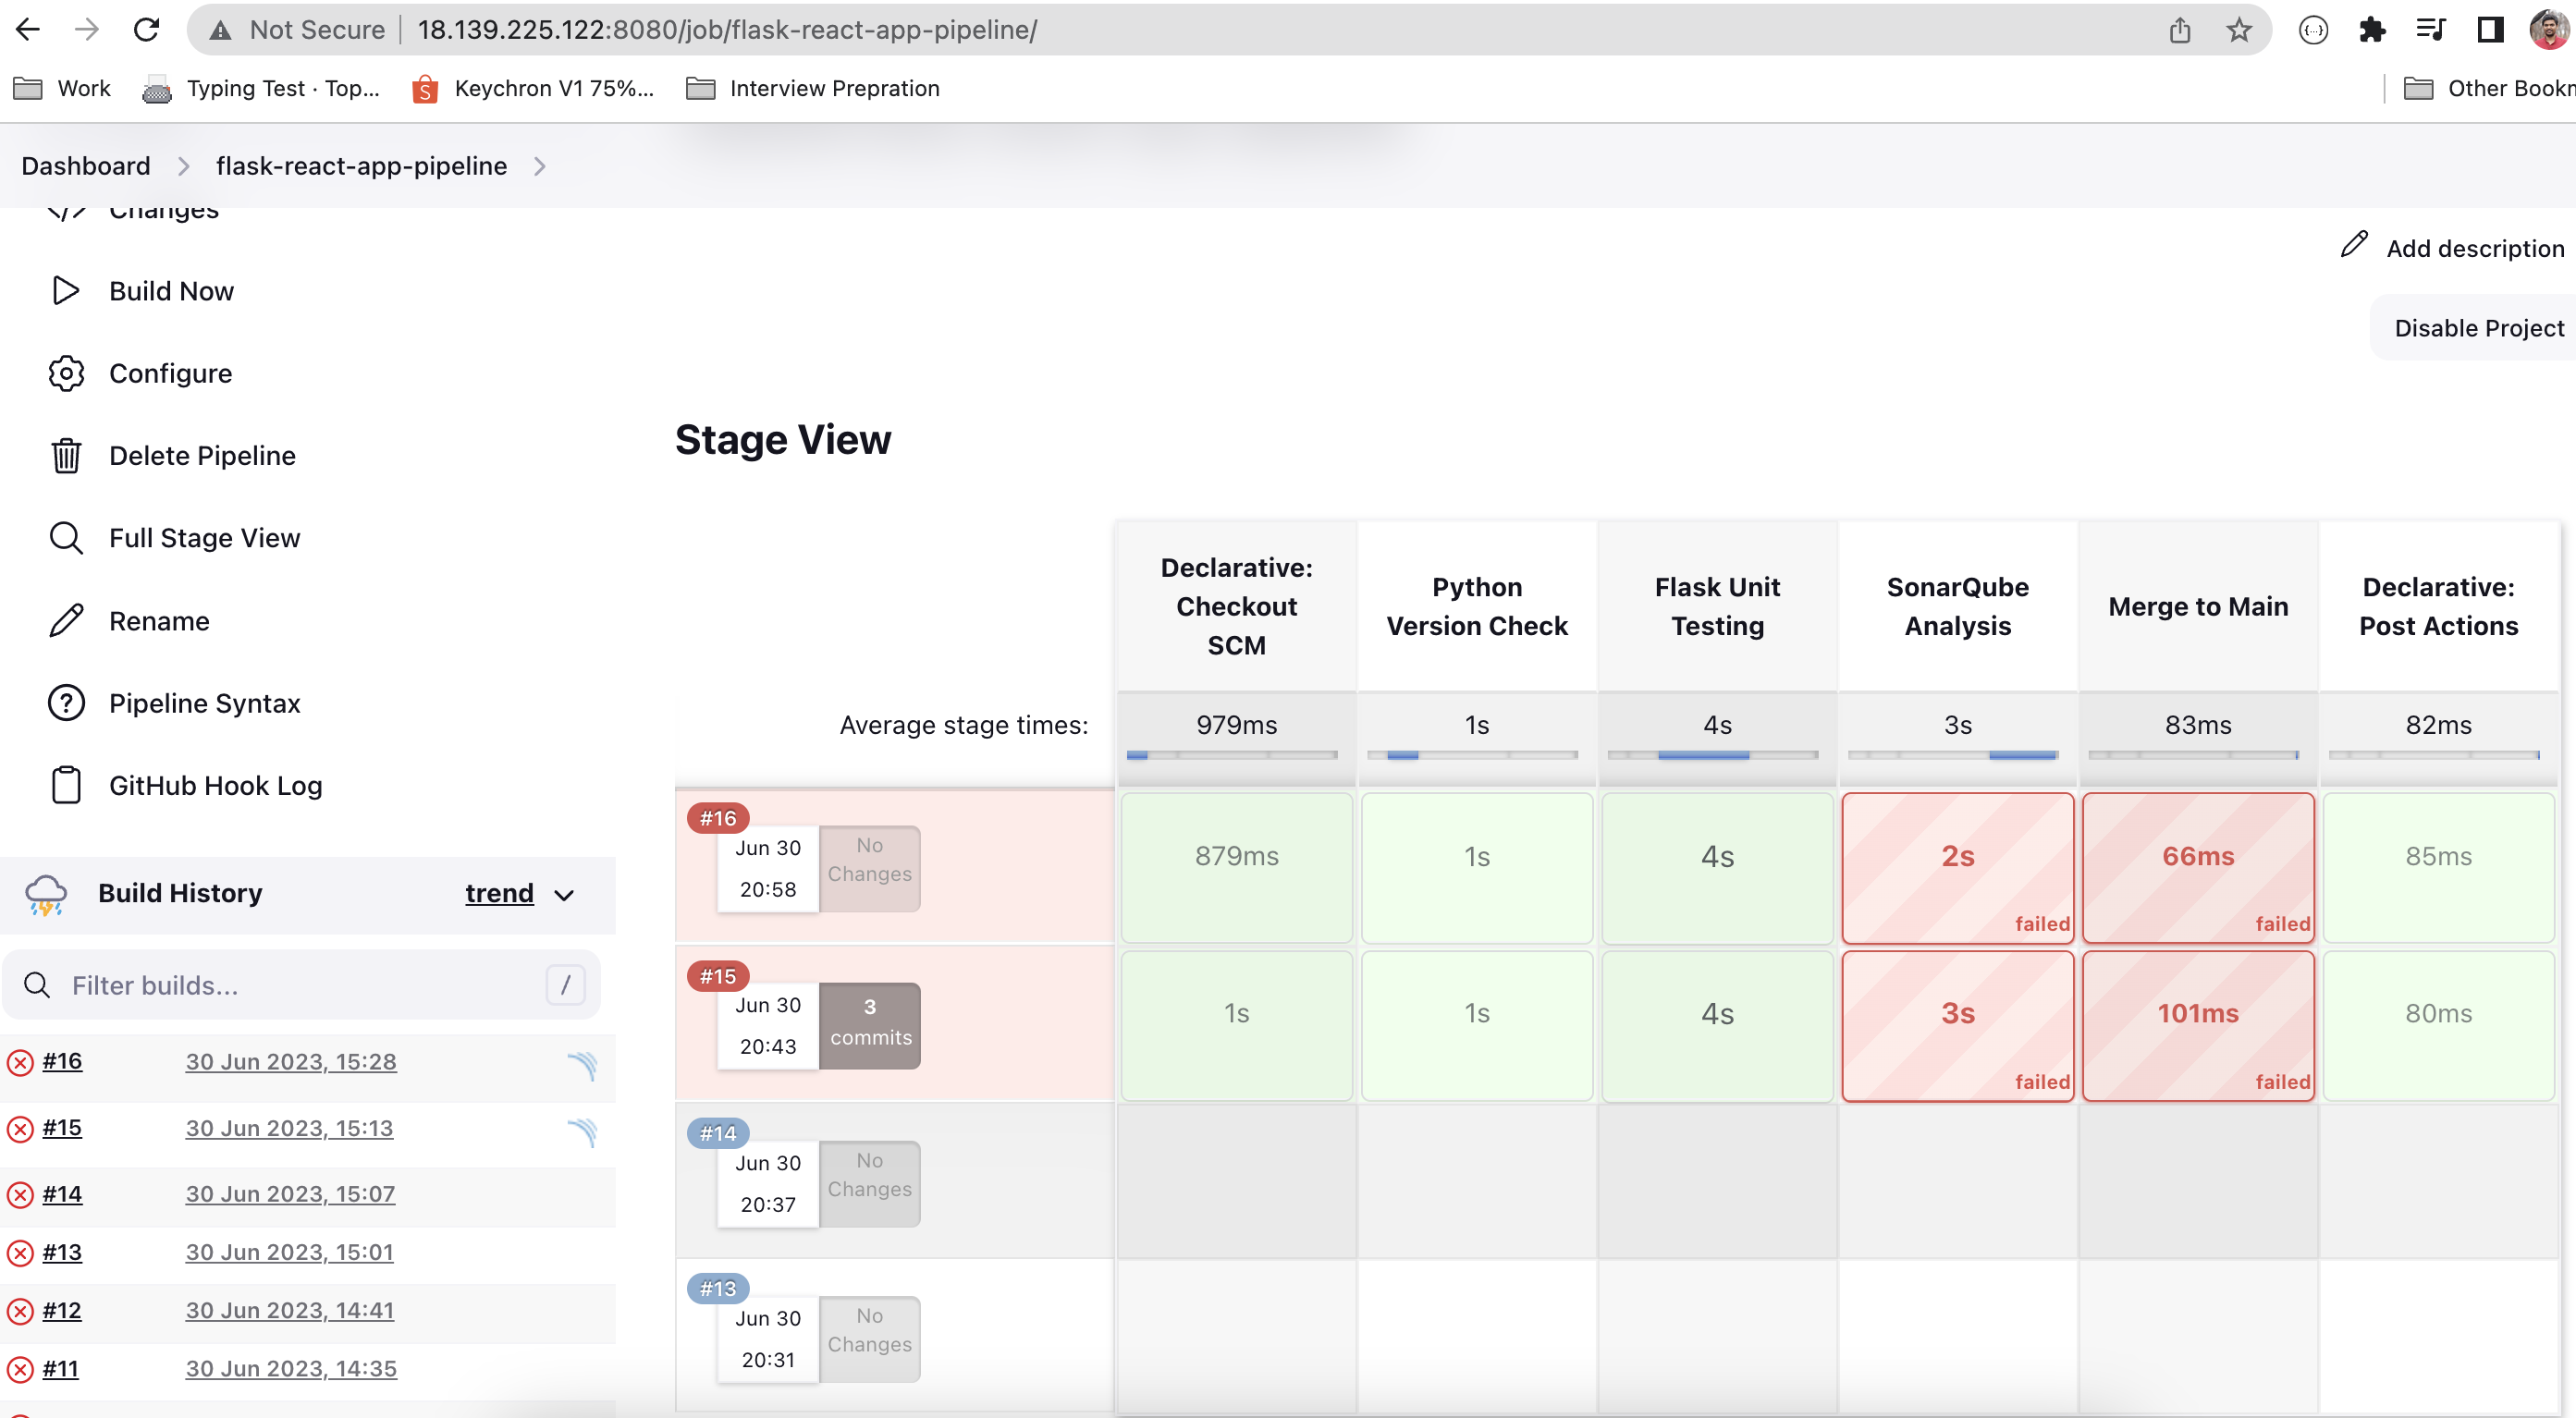 Not Secure 18.139.225.122:8080/job/flask-react-app-pipeline/
Work Typing Test · Top... Keychron V1 75%... Interview Prepration Other Bookn
Dashboard flask-react-app-pipeline
Changes
Build Now
Configure
Delete Pipeline
Full Stage View
Rename
Pipeline Syntax
GitHub Hook Log
Build History trend
Filter builds... /
#16 30 Jun 2023, 15:28
#15 30 Jun 2023, 15:13
#14 30 Jun 2023, 15:07
#13 30 Jun 2023, 15:01
#12 30 Jun 2023, 14:41
#11 30 Jun 2023, 14:35
Add description
Disable Project
Stage View
Declarative:
Checkout
SCM
Python
Version Check
Flask Unit
Testing
SonarQube
Analysis
Merge to Main
Declarative:
Post Actions
Average stage times: 979ms 1s 4s 3s 83ms 82ms
#16
Jun 30
20:58
No
Changes
879ms 1s 4s 2s 66ms 85ms
failed failed
#15
Jun 30
20:43
3
commits
1s 1s 4s 3s 101ms 80ms
failed failed
#14
Jun 30
20:37
No
Changes
#13
Jun 30
20:31
No
Changes